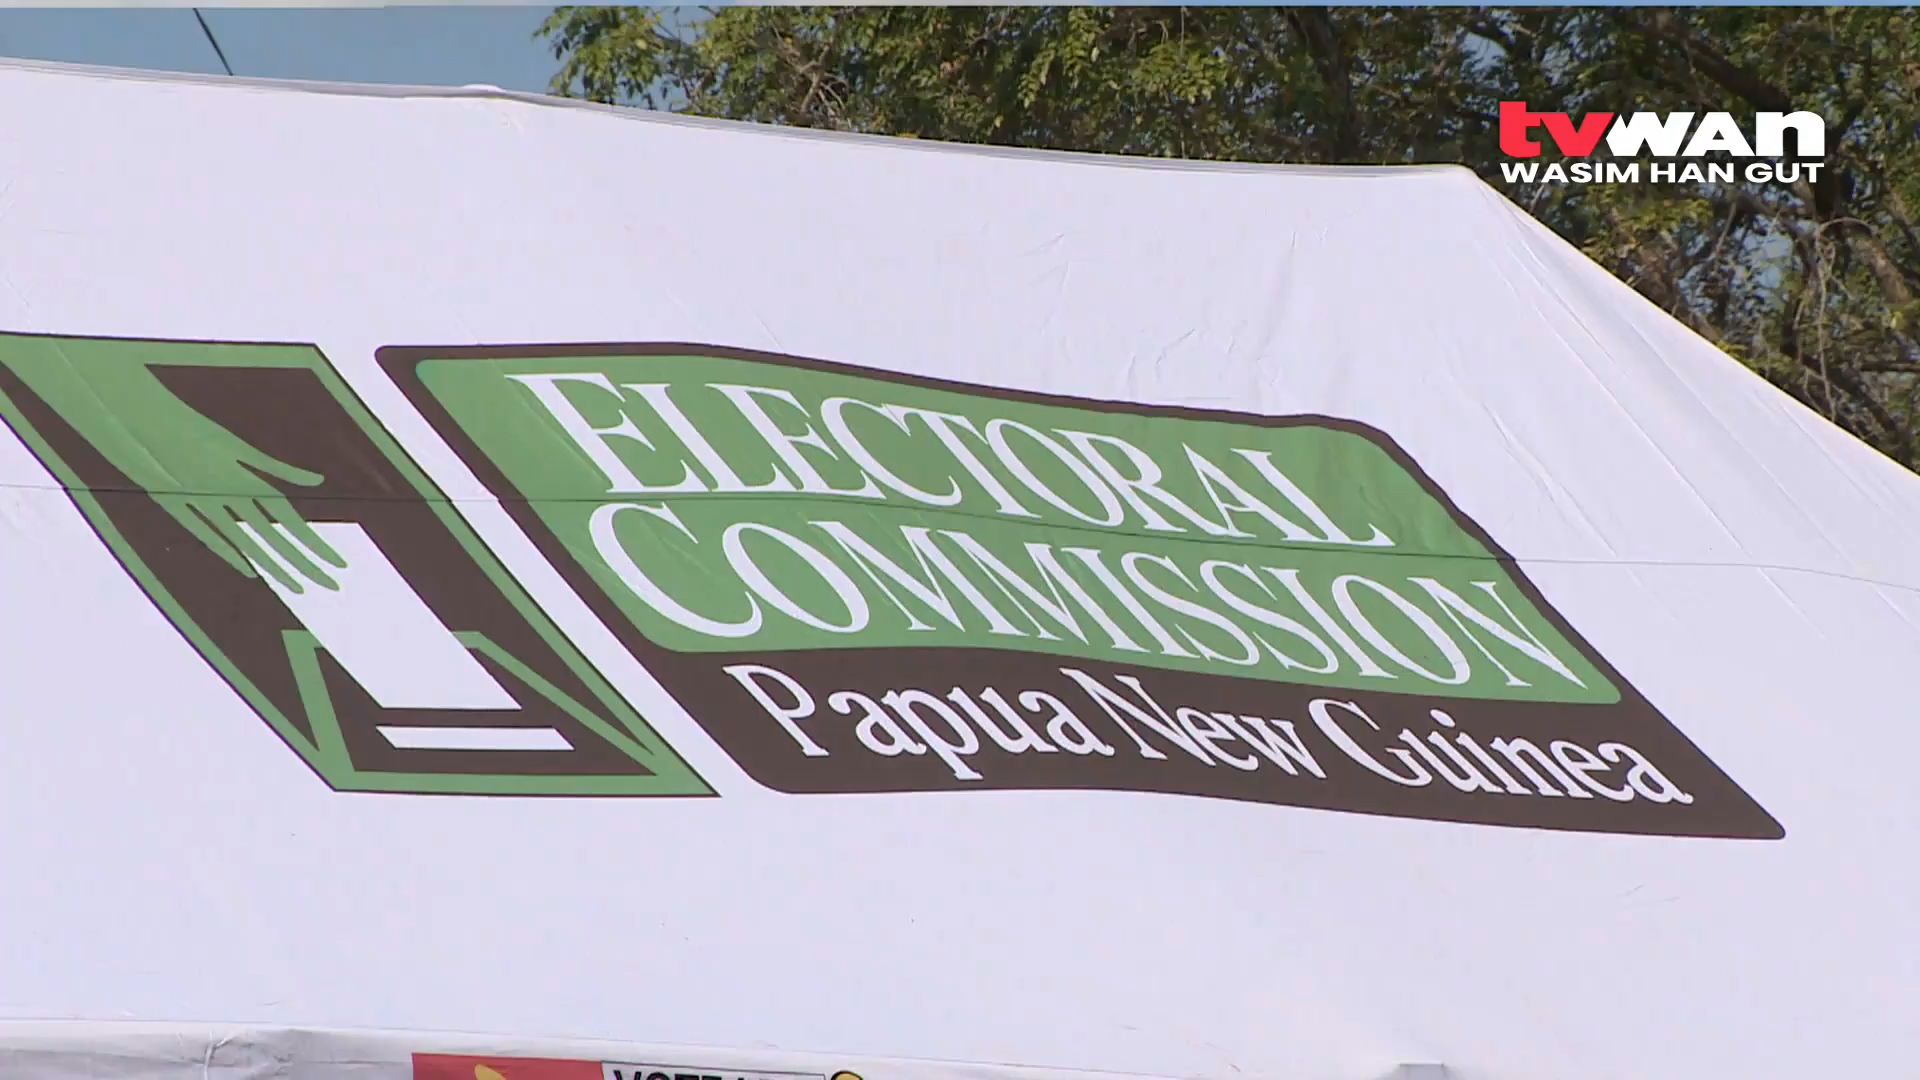 tvwan
WASIM HAN GUT
ELECTORAL
COMMISSION
Papua New Guinea